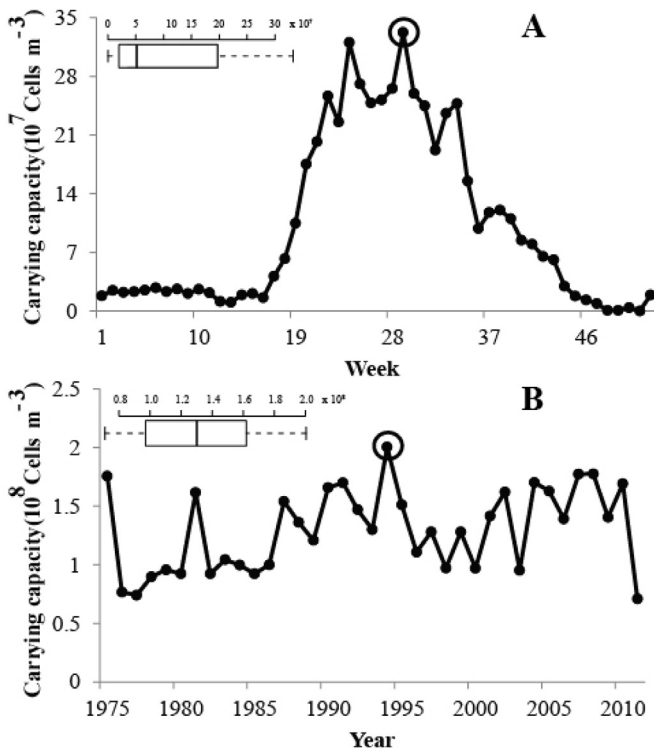 0 5 10 15 20 30 x 10⁷
A
35
28
21
14
7
0
Carrying capacity(10⁷ Cells m⁻³)
1 10 19 28 37 46
Week
0.8 1.0 1.2 1.4 1.6 1.8 2.0 x 10⁸
B
2.5
2
1.5
1
0.5
0
Carrying capacity(10⁸ Cells m⁻³)
1975 1980 1985 1990 1995 2000 2005 2010
Year